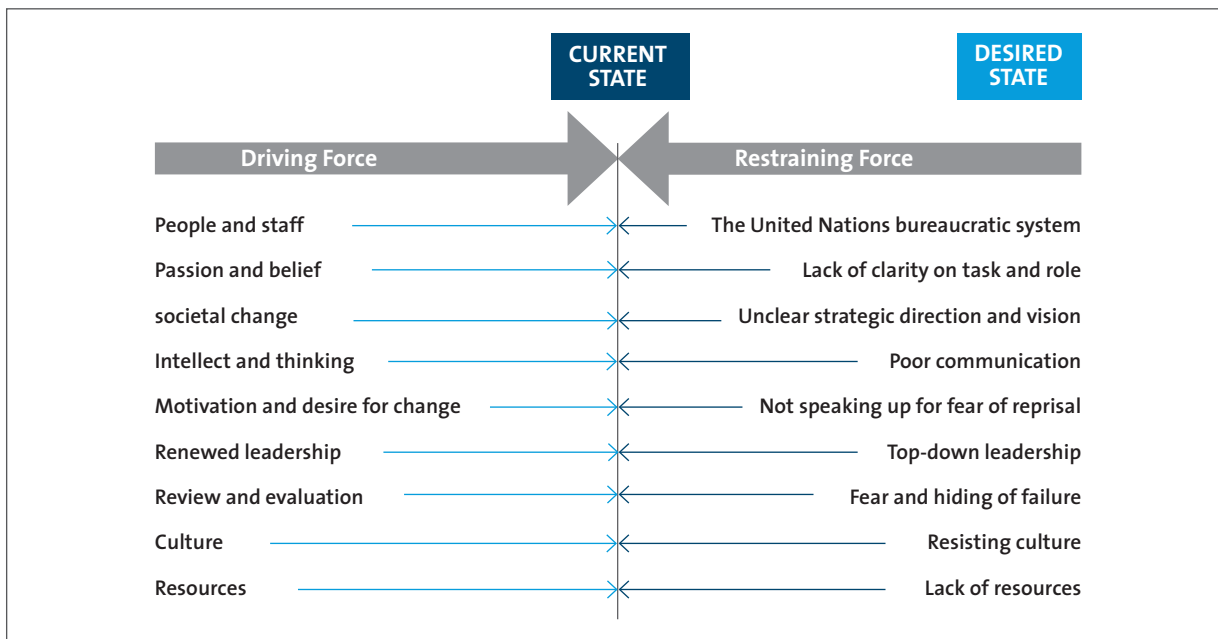 CURRENT
STATE
DESIRED
STATE
Driving Force
Restraining Force
People and staff
The United Nations bureaucratic system
Passion and belief
Lack of clarity on task and role
societal change
Unclear strategic direction and vision
Intellect and thinking
Poor communication
Motivation and desire for change
Not speaking up for fear of reprisal
Renewed leadership
Top-down leadership
Review and evaluation
Fear and hiding of failure
Culture
Resisting culture
Resources
Lack of resources